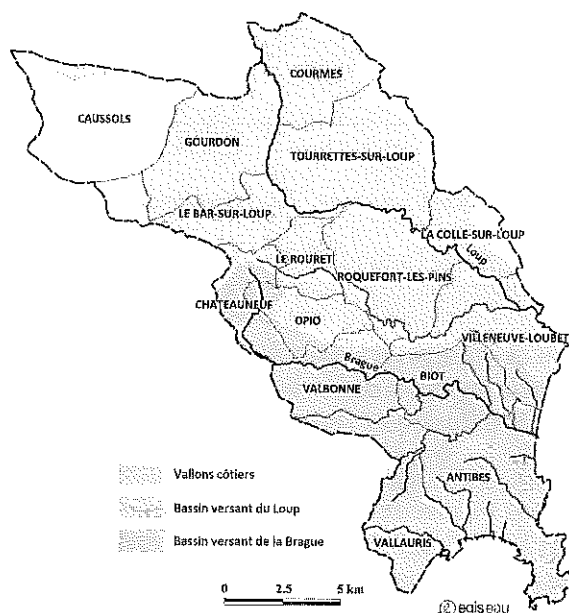 COURMES
CAUSSOLS
GOURDON
TOURRETTES-SUR-LOUP
LE BAR-SUR-LOUP
LA COLLE-SUR-LOUP
Loup
LE ROURET
ROQUEFORT-LES-PINS
CHATEAUNEUF
OPIO
VILLENEUVE-LOUBET
Brague
BIOT
VALBONNE
ANTIBES
VALLAURIS
Vallons côtiers
Bassin versant du Loup
Bassin versant de la Brague
0 2.5 5 km
egis eau